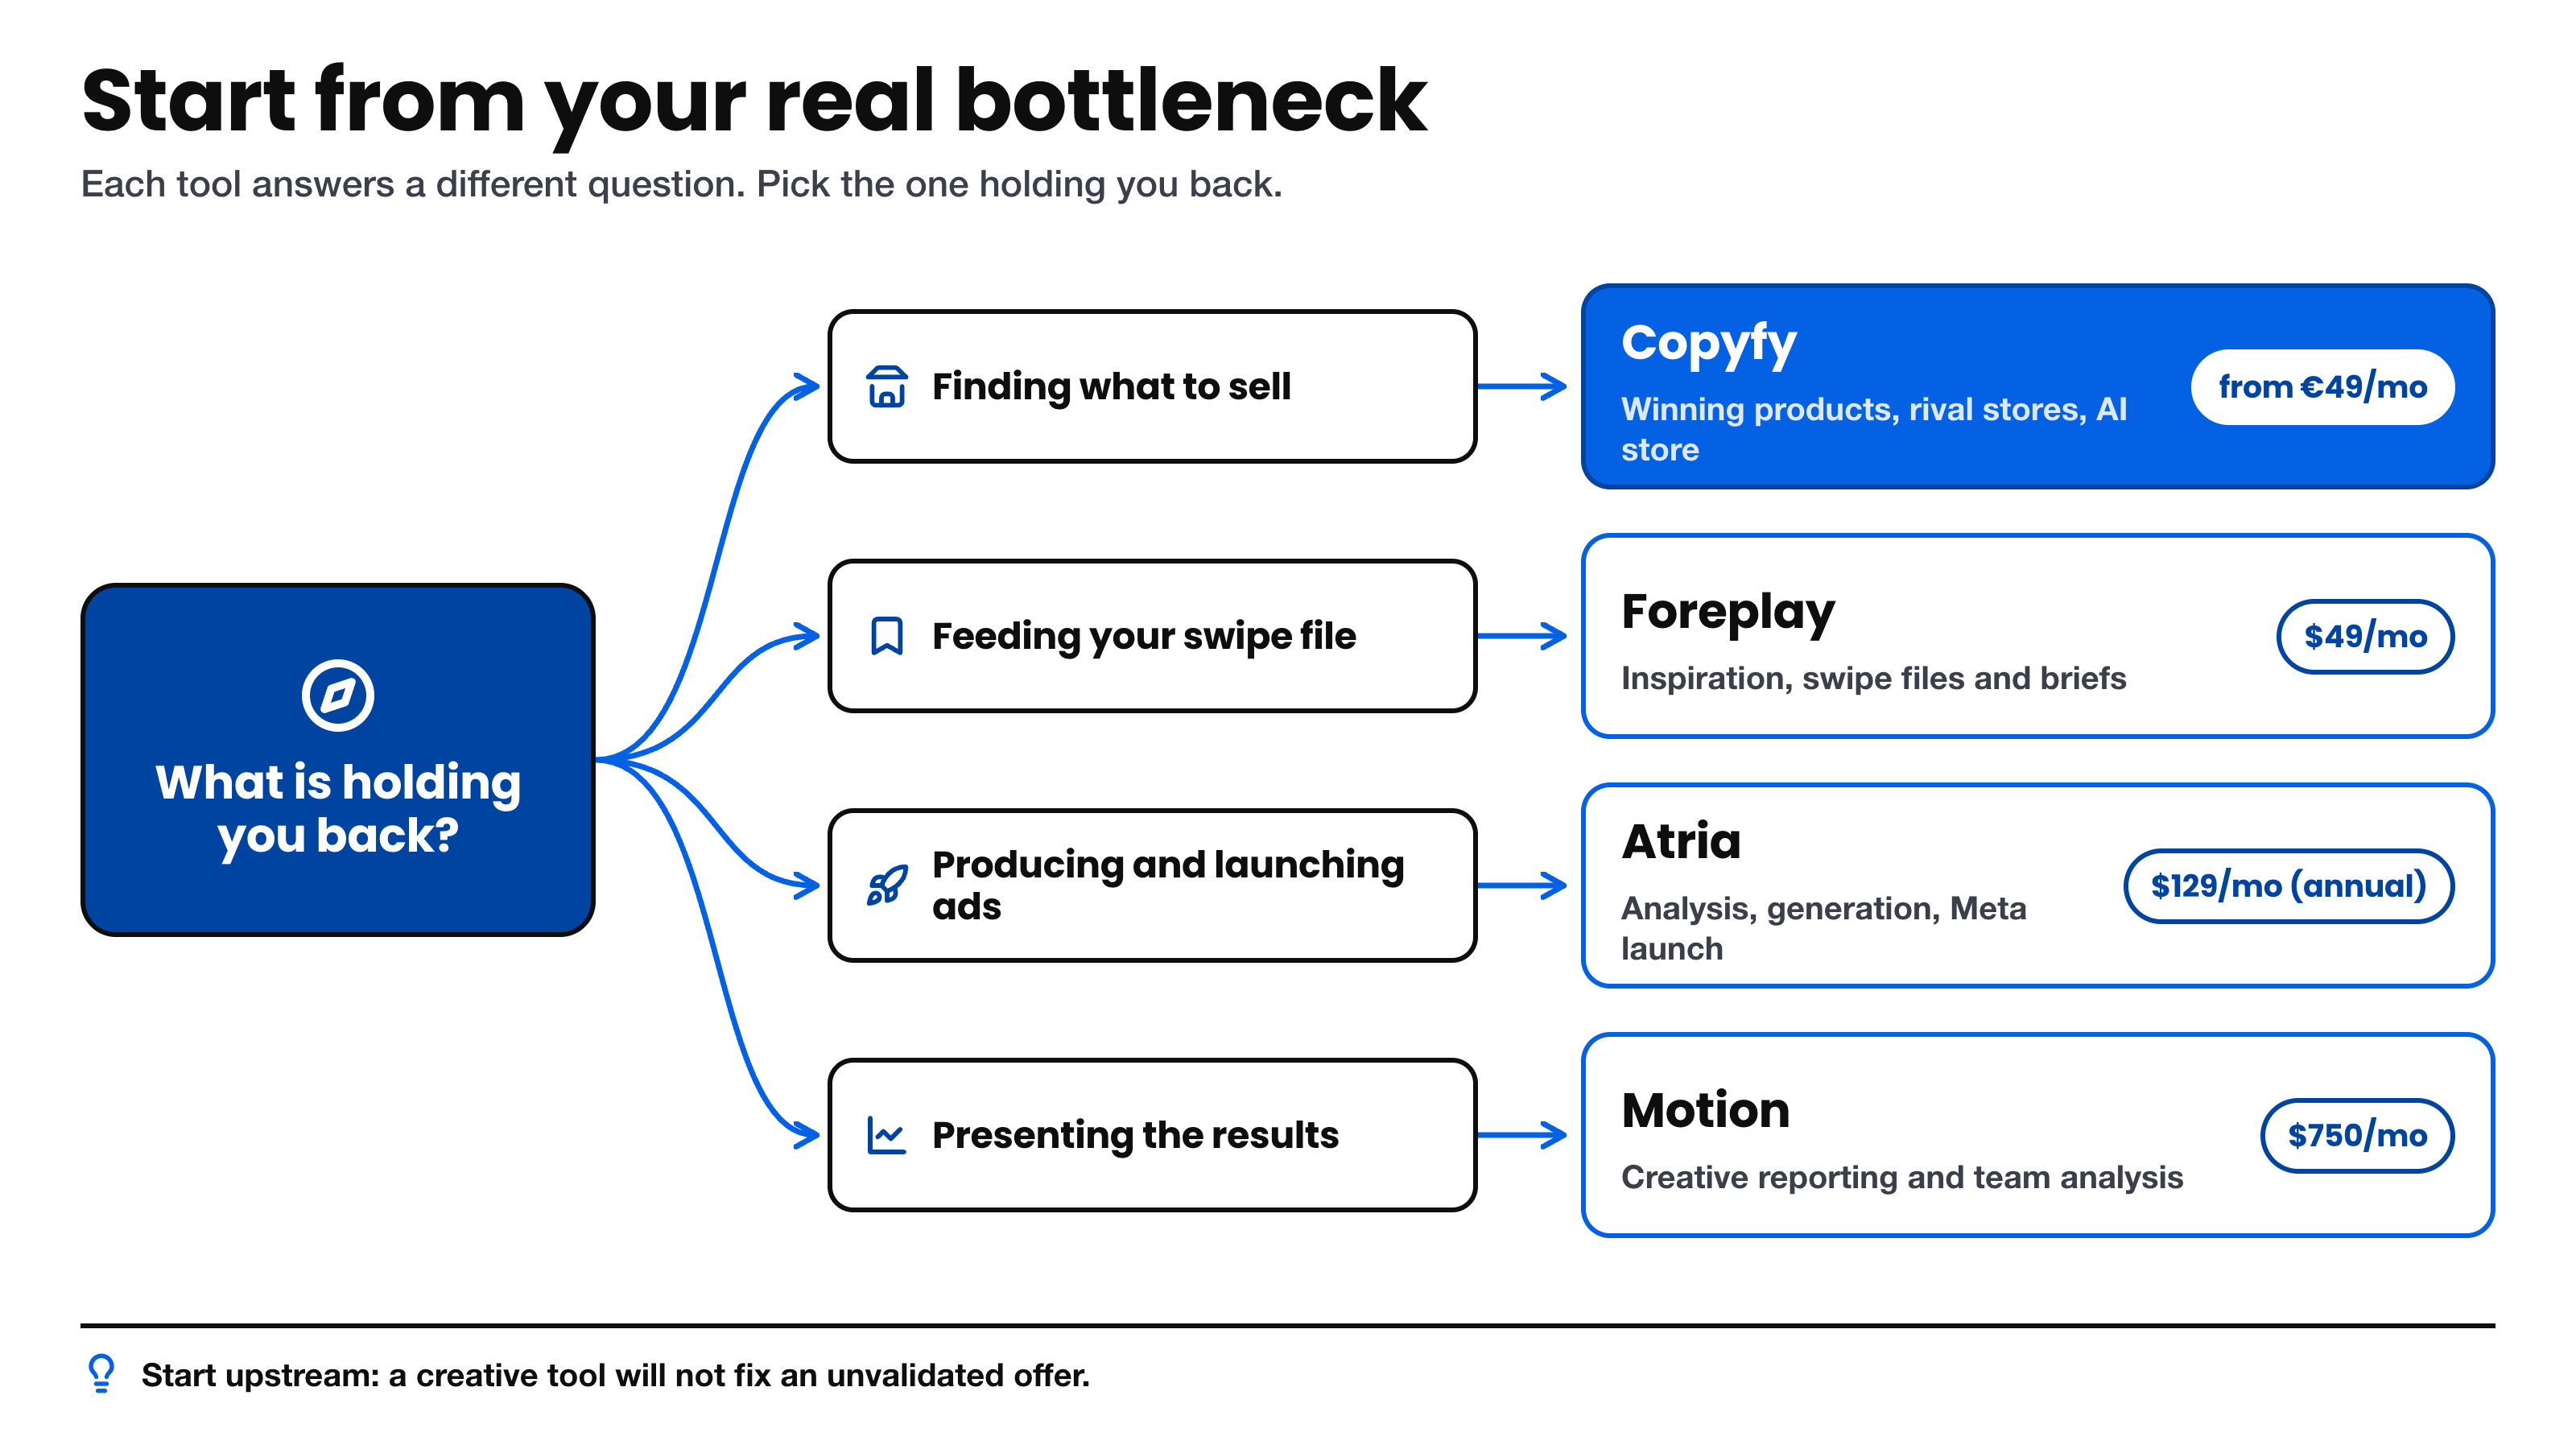 Start from your real bottleneck
Each tool answers a different question. Pick the one holding you back.
What is holding
you back?
Finding what to sell
Copyfy
Winning products, rival stores, AI
store
from €49/mo
Feeding your swipe file
Foreplay
Inspiration, swipe files and briefs
$49/mo
Producing and launching
ads
Atria
Analysis, generation, Meta
launch
$129/mo (annual)
Presenting the results
Motion
Creative reporting and team analysis
$750/mo
Start upstream: a creative tool will not fix an unvalidated offer.